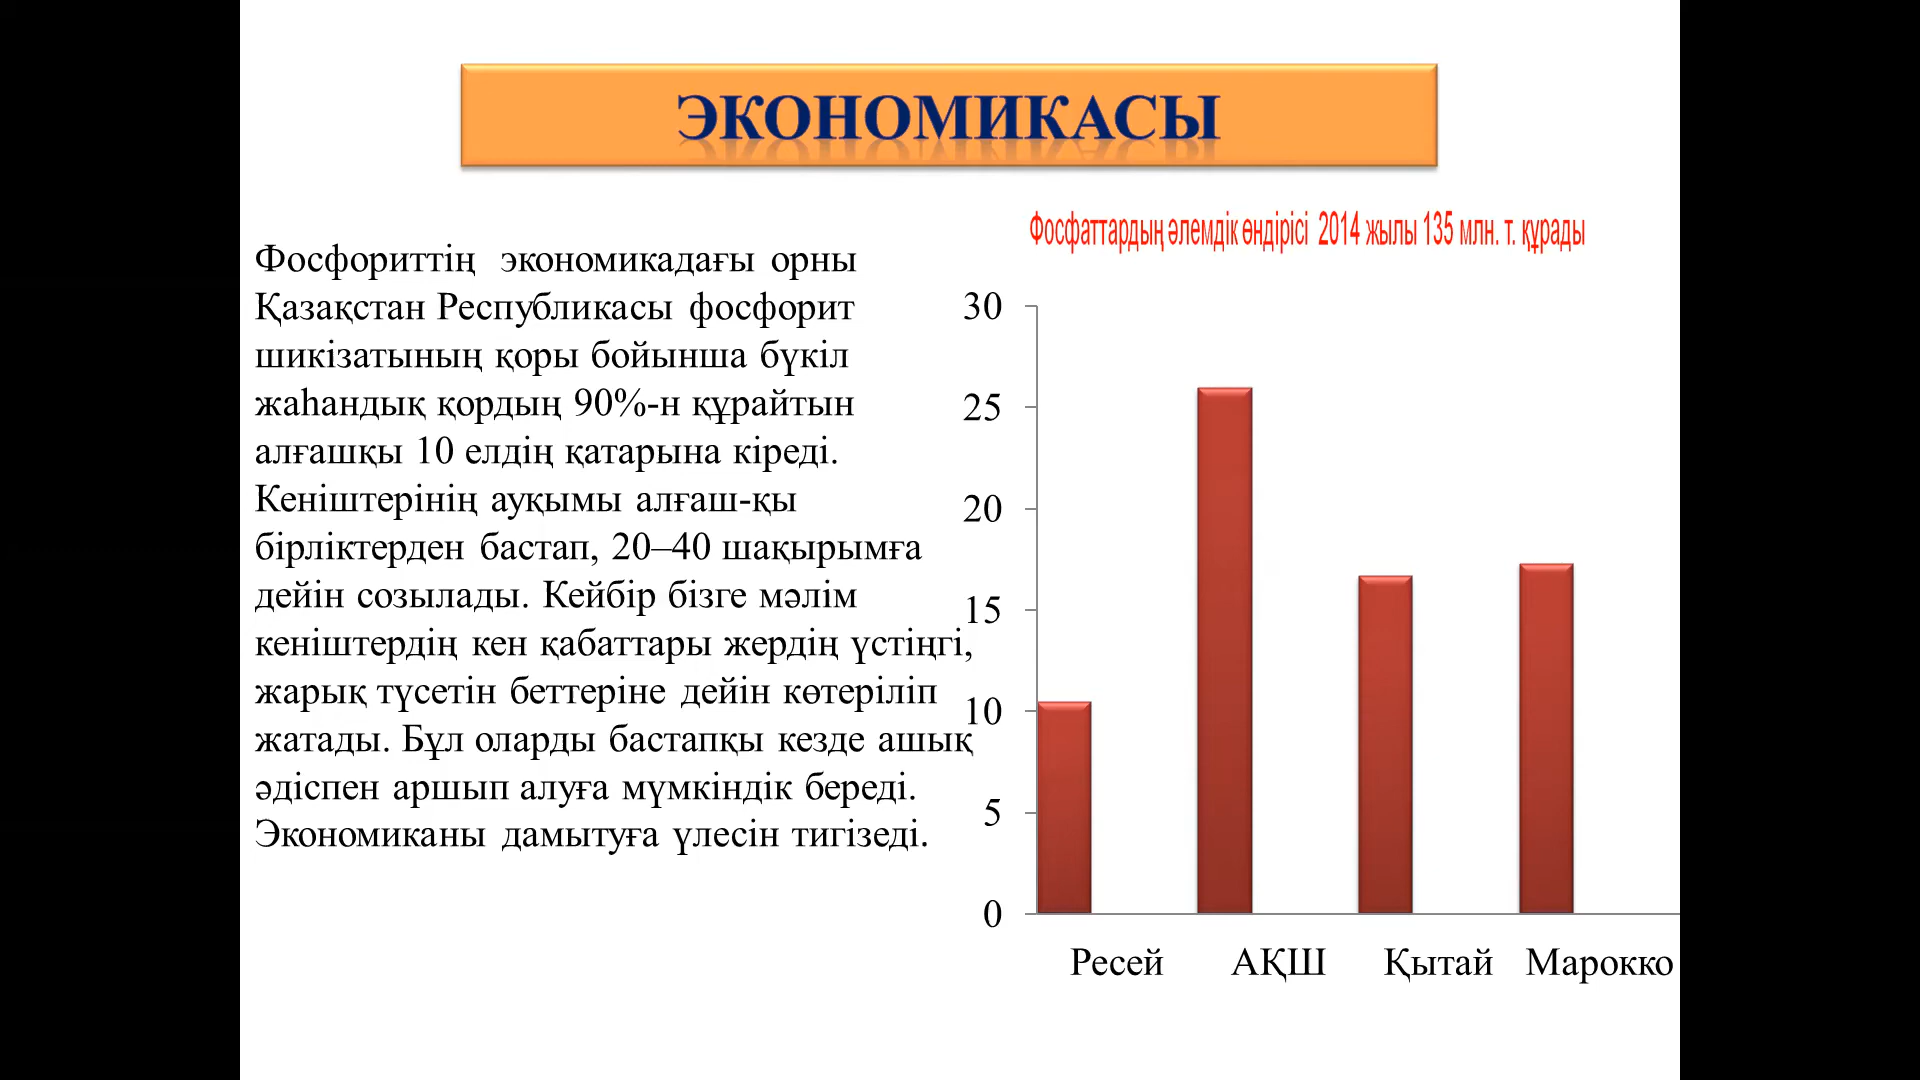 ЭКОНОМИКАСЫ
Фосфориттің экономикадағы орны
Қазақстан Республикасы фосфорит
шикізатының қоры бойынша бүкіл
жаһандық қордың 90%-н құрайтын
алғашқы 10 елдің қатарына кіреді.
Кеніштерінің ауқымы алғаш-қы
бірліктерден бастап, 20–40 шақырымға
дейін созылады. Кейбір бізге мәлім
кеніштердің кен қабаттары жердің үстіңгі,
жарық түсетін беттеріне дейін көтеріліп
жатады. Бұл оларды бастапқы кезде ашық
әдіспен аршып алуға мүмкіндік береді.
Экономиканы дамытуға үлесін тигізеді.
Фосфаттардың әлемдік өндірісі 2014 жылы 135 млн. т. құрады
30
25
20
15
10
5
0
Ресей АҚШ Қытай Марокко